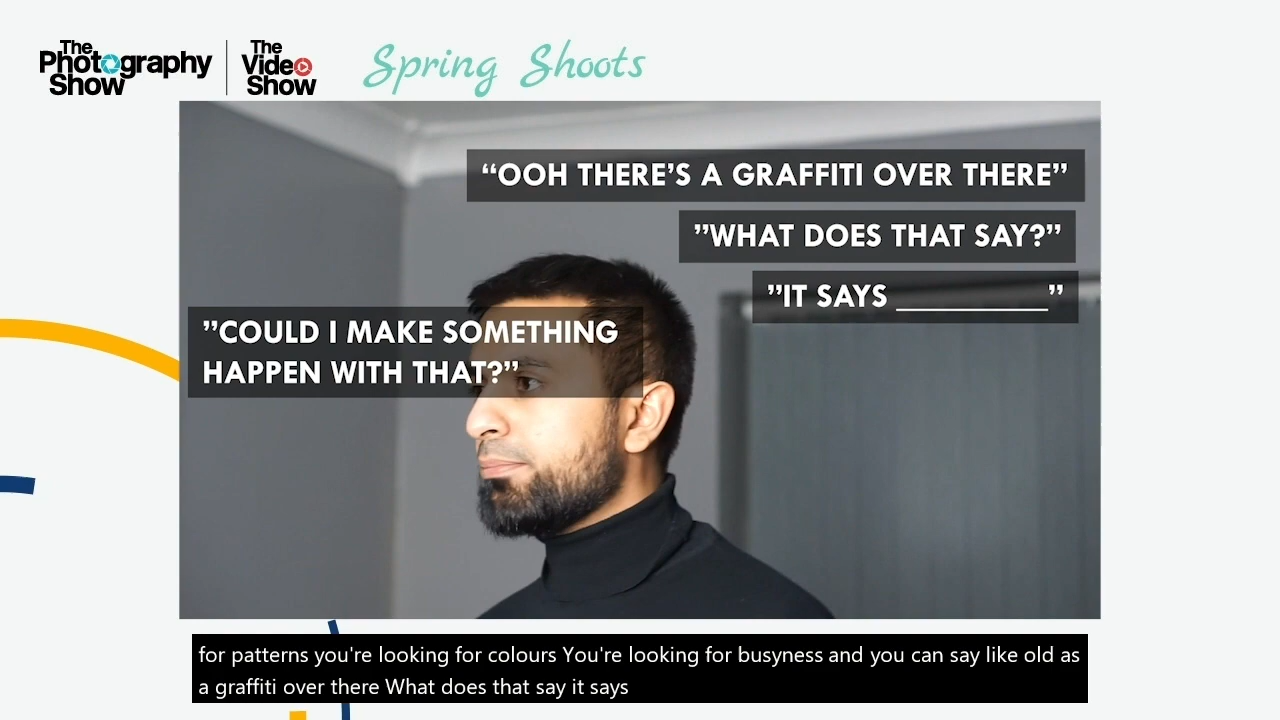 The
Photography
Show
The
Video
Show
Spring Shoots
“OOH THERE’S A GRAFFITI OVER THERE”
”WHAT DOES THAT SAY?”
”IT SAYS __________”
”COULD I MAKE SOMETHING
HAPPEN WITH THAT?”
for patterns you're looking for colours You're looking for busyness and you can say like old as
a graffiti over there What does that say it says